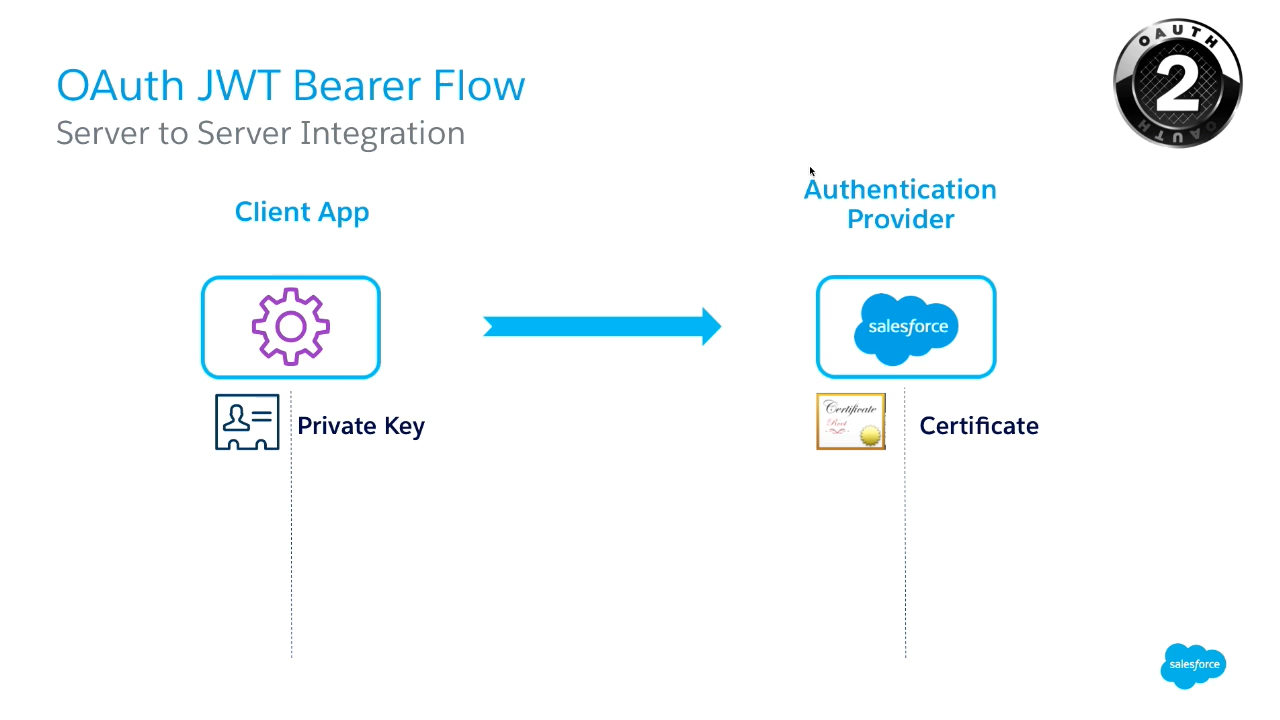 OAuth JWT Bearer Flow
Server to Server Integration
OAUTH
2
OAUTH
Client App
Authentication
Provider
salesforce
Private Key
Certificate
Root
Certificate
salesforce